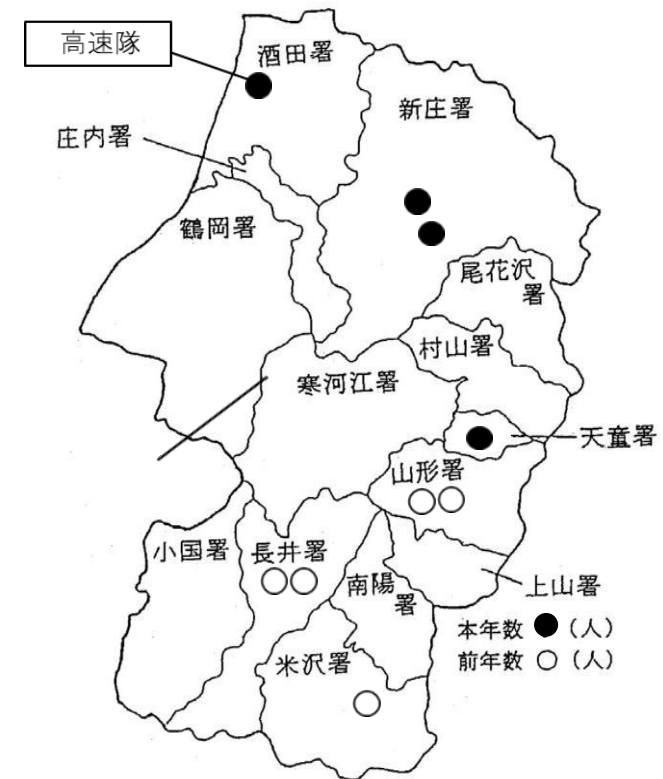 高速隊
酒田署
新庄署
庄内署
鶴岡署
尾花沢
署
村山署
寒河江署
天童署
山形署
小国署
長井署
南陽
署
上山署
本年数 ●（人）
前年数 ○（人）
米沢署